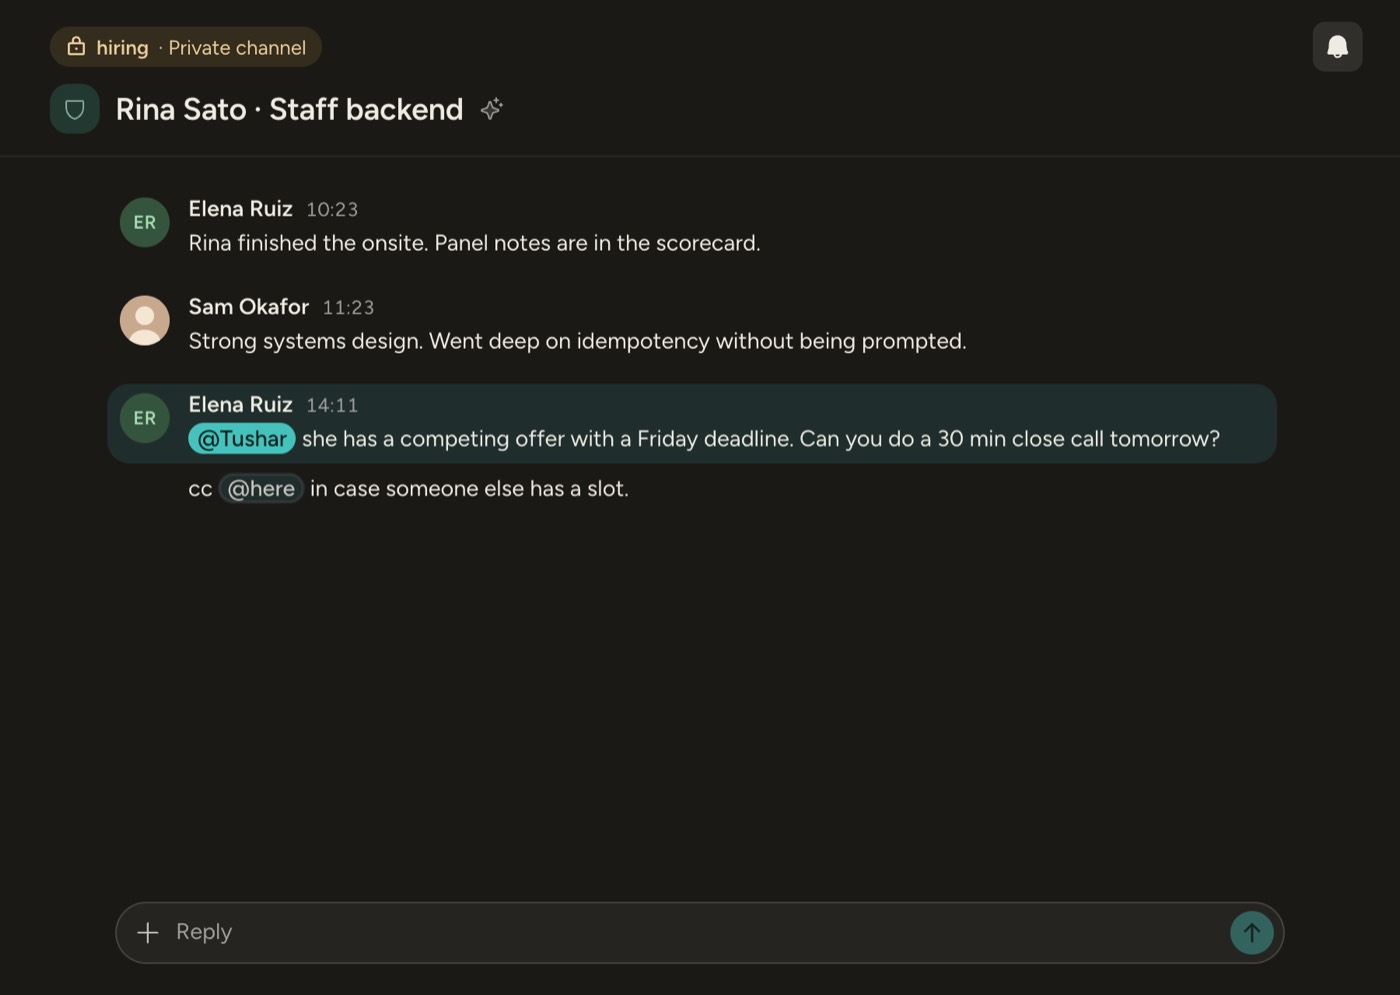 hiring · Private channel
Rina Sato · Staff backend
ER
Elena Ruiz 10:23
Rina finished the onsite. Panel notes are in the scorecard.
Sam Okafor 11:23
Strong systems design. Went deep on idempotency without being prompted.
ER
Elena Ruiz 14:11
@Tushar she has a competing offer with a Friday deadline. Can you do a 30 min close call tomorrow?
cc @here in case someone else has a slot.
Reply